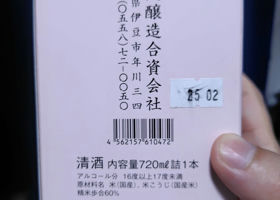 醸造合資会社
県伊豆市年川三四
(〇五五八)七二-〇〇五〇
25 02
4562157610472
清酒 内容量720mℓ詰1本
アルコール分 16度以上17度未満
原材料名 米(国産)、米こうじ(国産米)
精米歩合60%